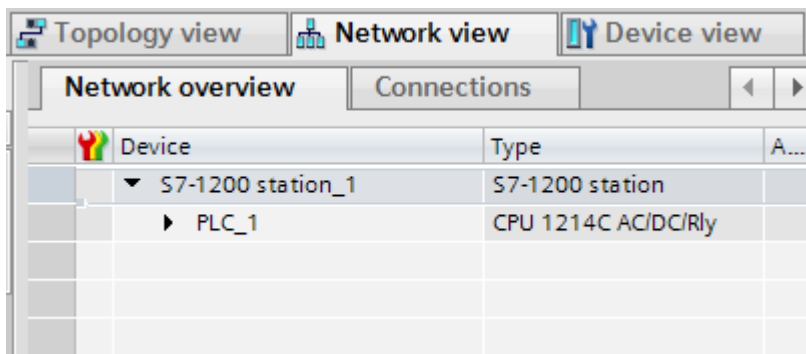 Topology view Network view Device view
Network overview Connections
Device Type A...
S7-1200 station_1 S7-1200 station
PLC_1 CPU 1214C AC/DC/Rly